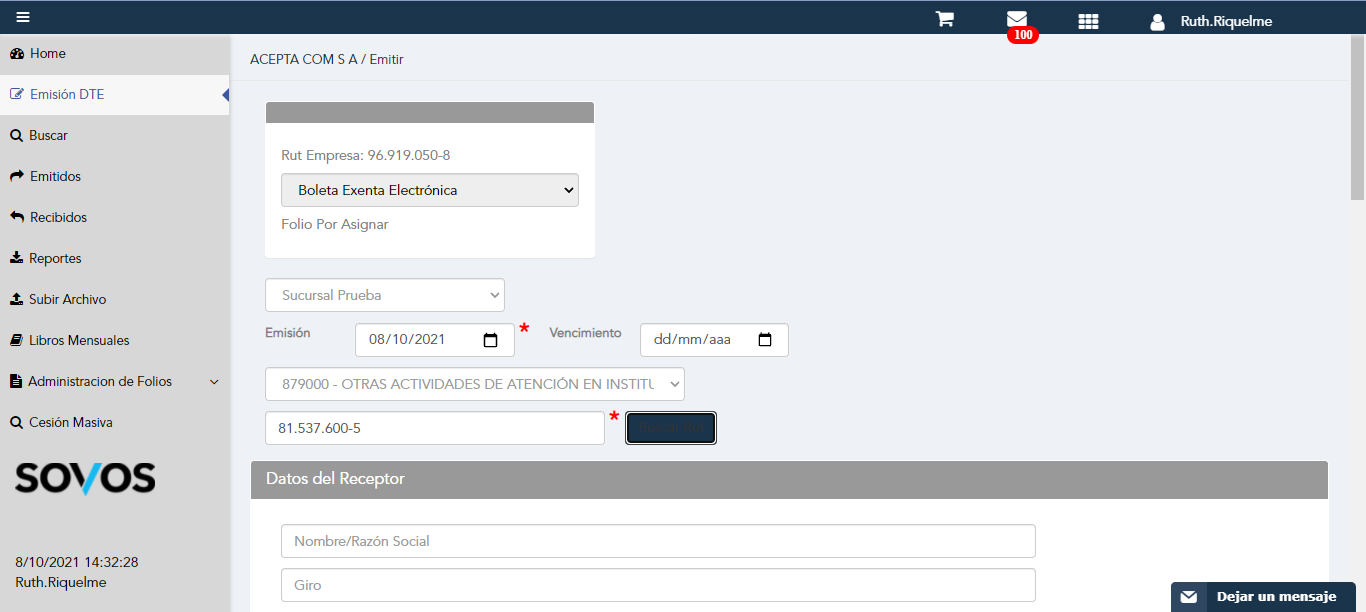 Ruth.Riquelme
100
Home
Emisión DTE
Buscar
Emitidos
Recibidos
Reportes
Subir Archivo
Libros Mensuales
Administracion de Folios
Cesión Masiva
SOVOS
8/10/2021 14:32:28
Ruth.Riquelme
ACEPTA COM S A / Emitir
Rut Empresa: 96.919.050-8
Boleta Exenta Electrónica
Folio Por Asignar
Sucursal Prueba
Emisión 08/10/2021 * Vencimiento dd/mm/aaa
879000 - OTRAS ACTIVIDADES DE ATENCIÓN EN INSTITU
81.537.600-5 *
Datos del Receptor
Nombre/Razón Social
Giro
Dejar un mensaje